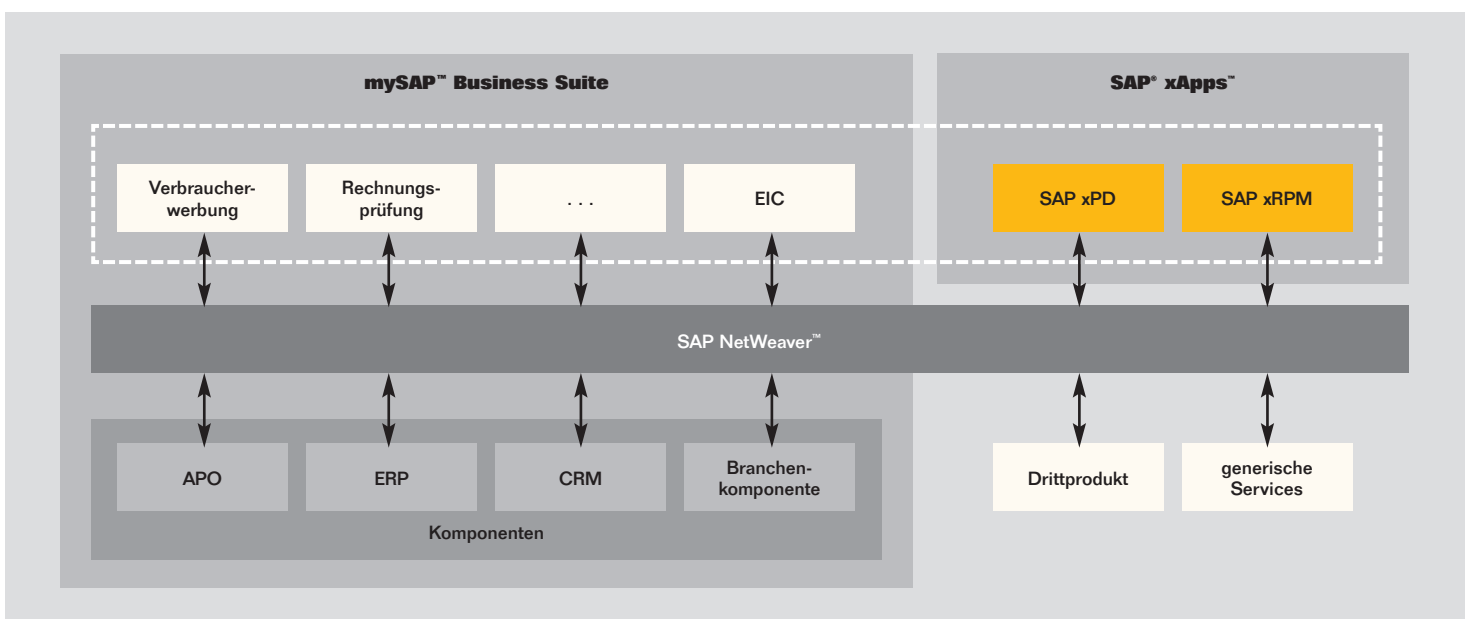 mySAP™ Business Suite
SAP® xApps™
Verbraucher-
werbung
Rechnungs-
prüfung
. . .
EIC
SAP xPD
SAP xRPM
SAP NetWeaver™
APO
ERP
CRM
Branchen-
komponente
Drittprodukt
generische
Services
Komponenten